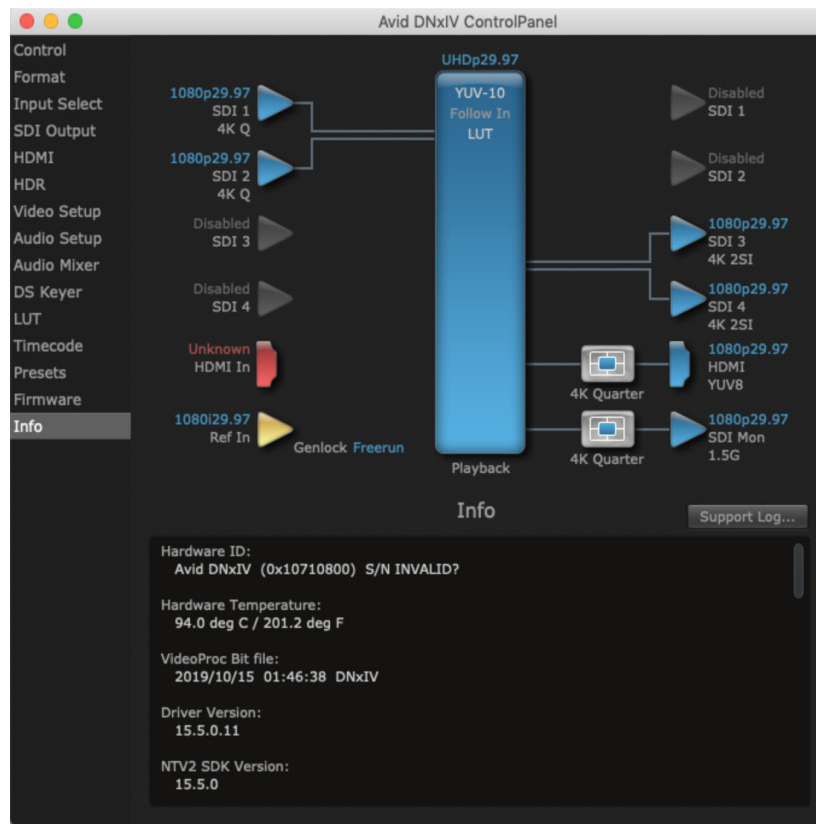 Avid DNxIV ControlPanel
Control
Format
Input Select
SDI Output
HDMI
HDR
Video Setup
Audio Setup
Audio Mixer
DS Keyer
LUT
Timecode
Presets
Firmware
Info
1080p29.97
SDI 1
4K Q
1080p29.97
SDI 2
4K Q
Disabled
SDI 3
Disabled
SDI 4
Unknown
HDMI In
1080i29.97
Ref In
Genlock Freerun
UHDp29.97
YUV-10
Follow In
LUT
Playback
4K Quarter
4K Quarter
Disabled
SDI 1
Disabled
SDI 2
1080p29.97
SDI 3
4K 2SI
1080p29.97
SDI 4
4K 2SI
1080p29.97
HDMI
YUV8
1080p29.97
SDI Mon
1.5G
Info
Support Log...
Hardware ID:
Avid DNxIV (0x10710800) S/N INVALID?
Hardware Temperature:
94.0 deg C / 201.2 deg F
VideoProc Bit file:
2019/10/15 01:46:38 DNxIV
Driver Version:
15.5.0.11
NTV2 SDK Version:
15.5.0